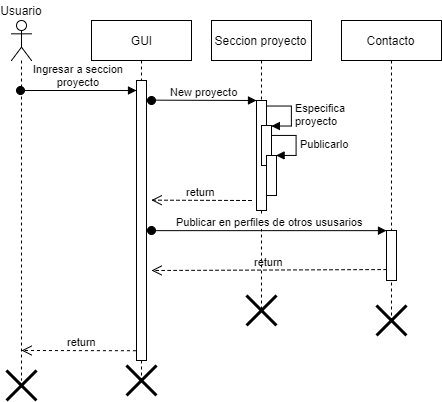 Usuario
GUI
Seccion proyecto
Contacto
Ingresar a seccion
proyecto
New proyecto
Especifica
proyecto
Publicarlo
return
Publicar en perfiles de otros ususarios
return
return